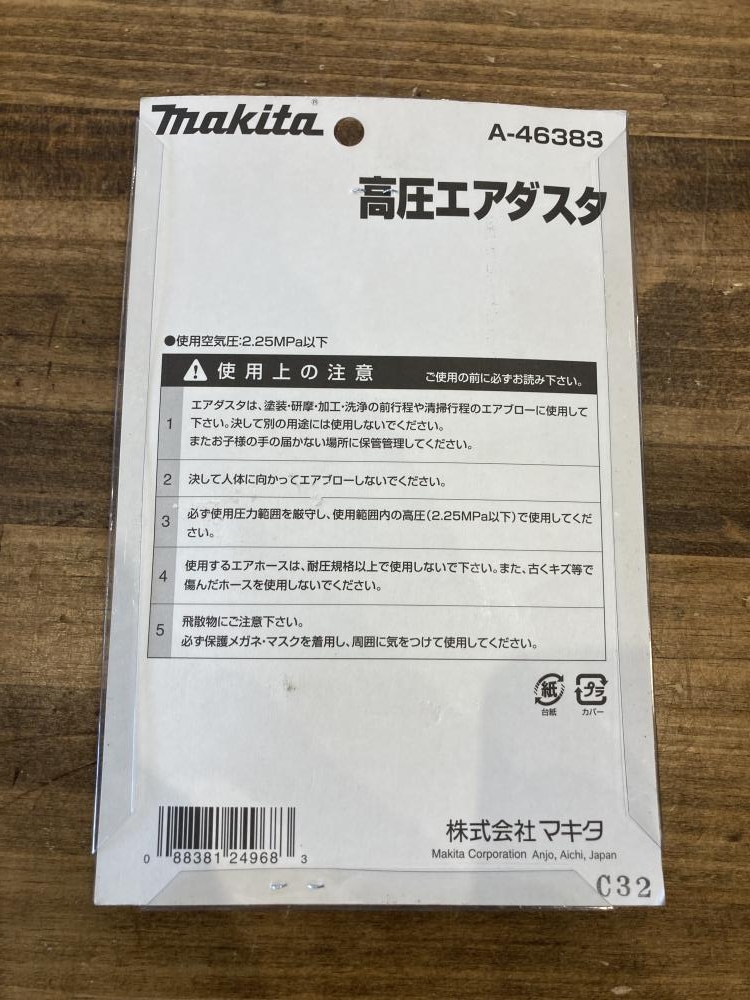 makita®
A-46383
高圧エアダスタ
●使用空気圧:2.25MPa以下
使用上の注意 ご使用の前に必ずお読み下さい。
1 エアダスタは、塗装・研摩・加工・洗浄の前行程や清掃行程のエアブローに使用して
下さい。決して別の用途には使用しないでください。
またお子様の手の届かない場所に保管管理してください。
2 決して人体に向かってエアブローしないでください。
3 必ず使用圧力範囲を厳守し、使用範囲内の高圧(2.25MPa以下)で使用してくだ
さい。
4 使用するエアホースは、耐圧規格以上で使用しないで下さい。また、古くキズ等で
傷んだホースを使用しないでください。
5 飛散物にご注意下さい。
必ず保護メガネ・マスクを着用し、周囲に気をつけて使用してください。
紙 プラ
台紙 カバー
0 88381 24968 3
株式会社マキタ
Makita Corporation Anjo, Aichi, Japan
C32